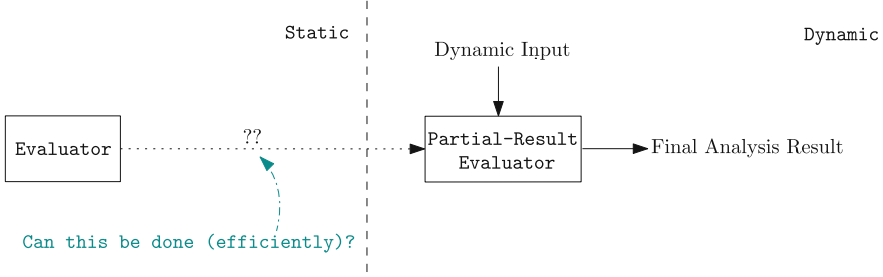 Static
Dynamic
Dynamic Input
??
Evaluator
Partial-Result
Evaluator
Final Analysis Result
Can this be done (efficiently)?